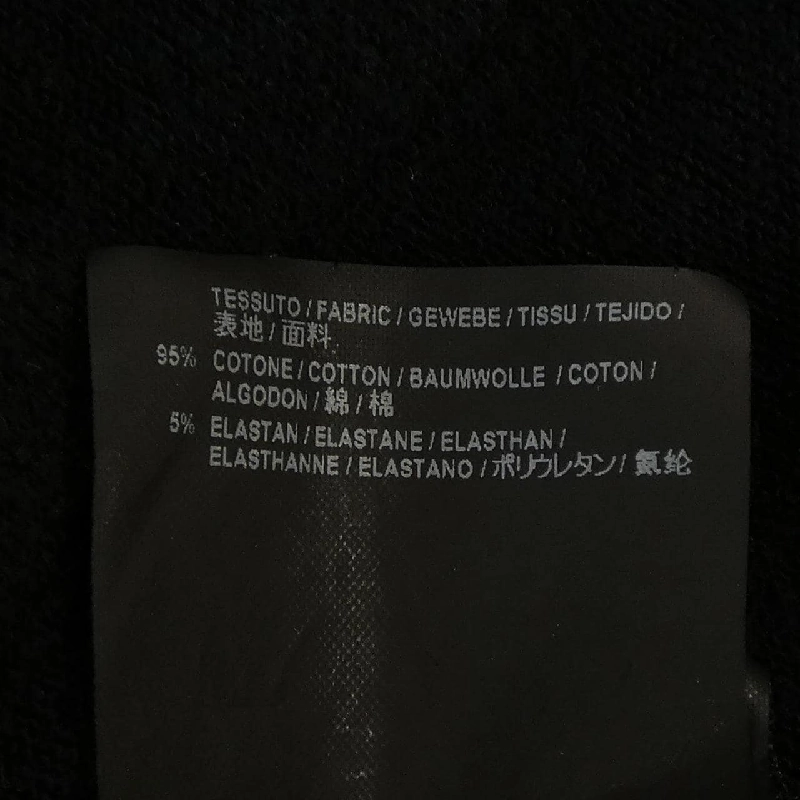 TESSUTO / FABRIC / GEWEBE / TISSU / TEJIDO /
表地 / 面料
95% COTONE / COTTON / BAUMWOLLE / COTON /
ALGODON / 綿 / 棉
5% ELASTAN / ELASTANE / ELASTHAN /
ELASTHANNE / ELASTANO / ポリウレタン / 氨纶